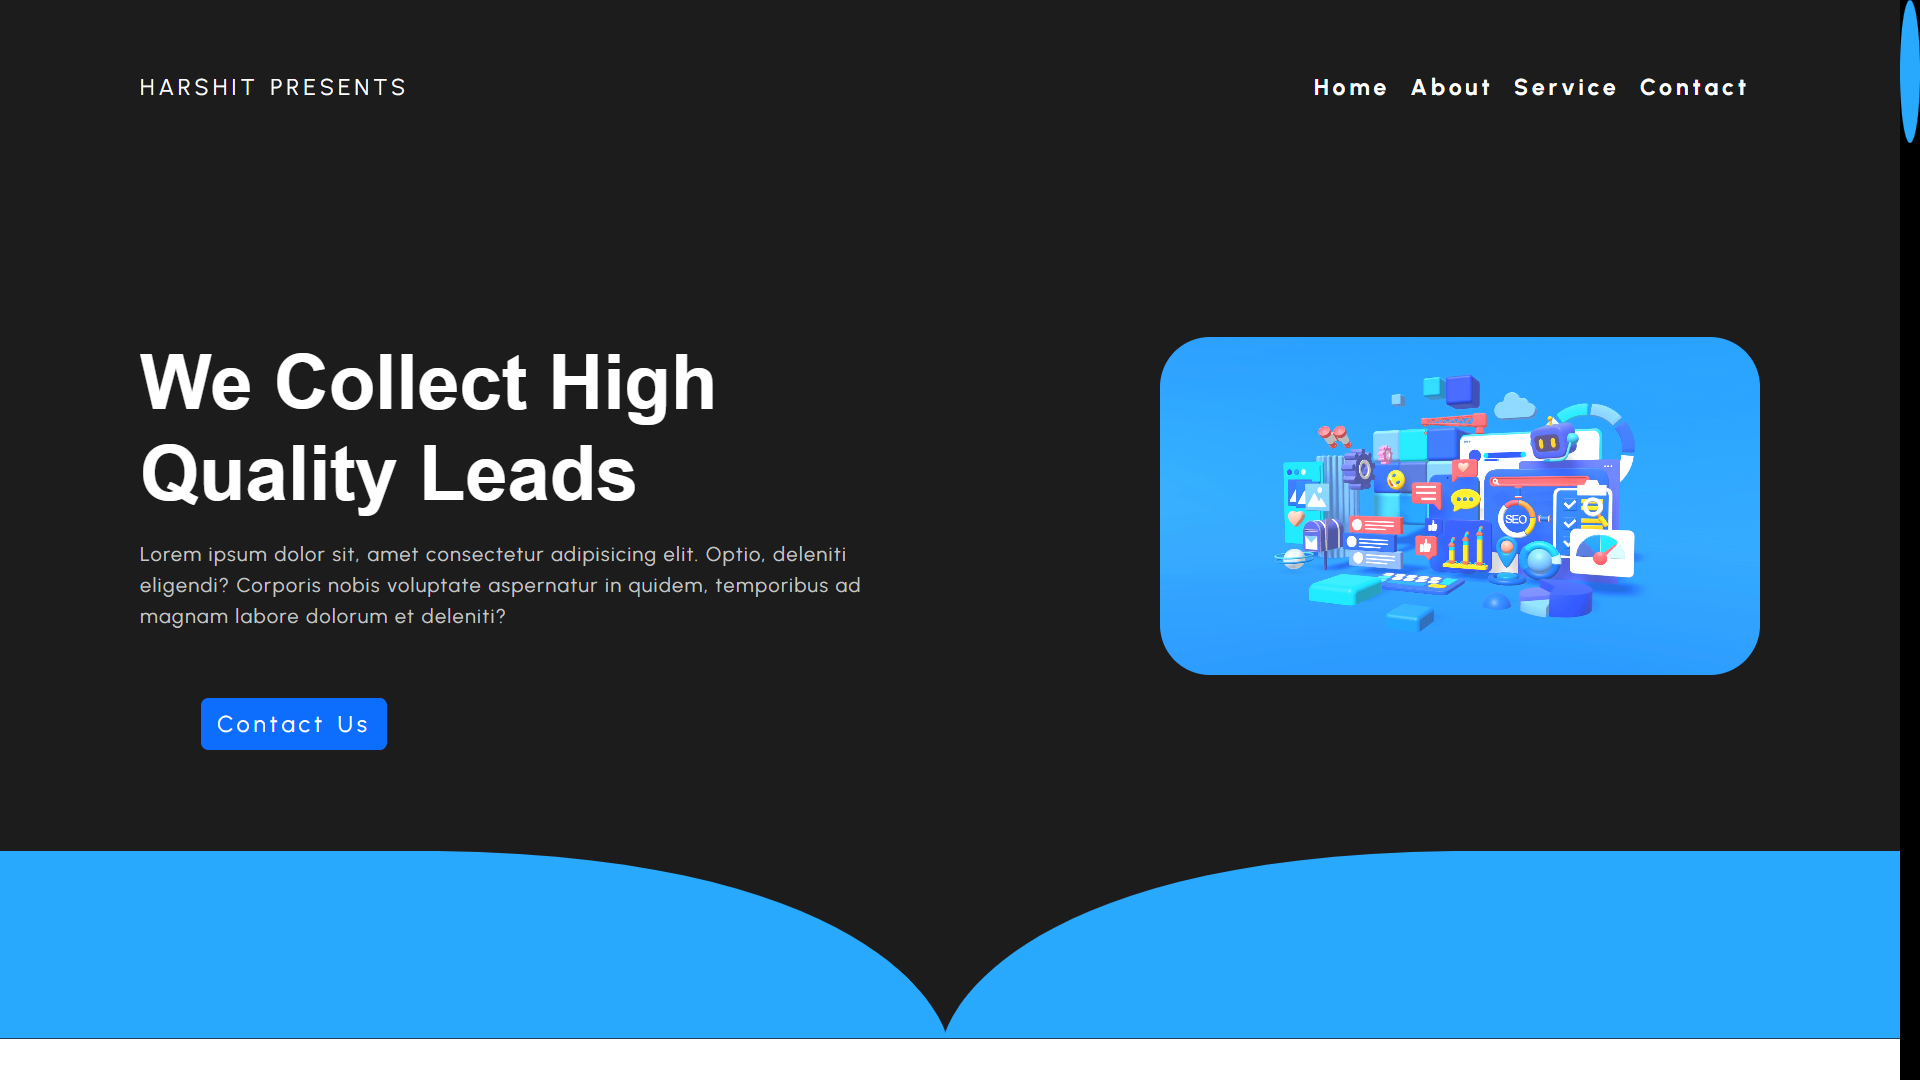 HARSHIT PRESENTS
Home About Service Contact
We Collect High
Quality Leads
Lorem ipsum dolor sit, amet consectetur adipisicing elit. Optio, deleniti
eligendi? Corporis nobis voluptate aspernatur in quidem, temporibus ad
magnam labore dolorum et deleniti?
SEO
Contact Us